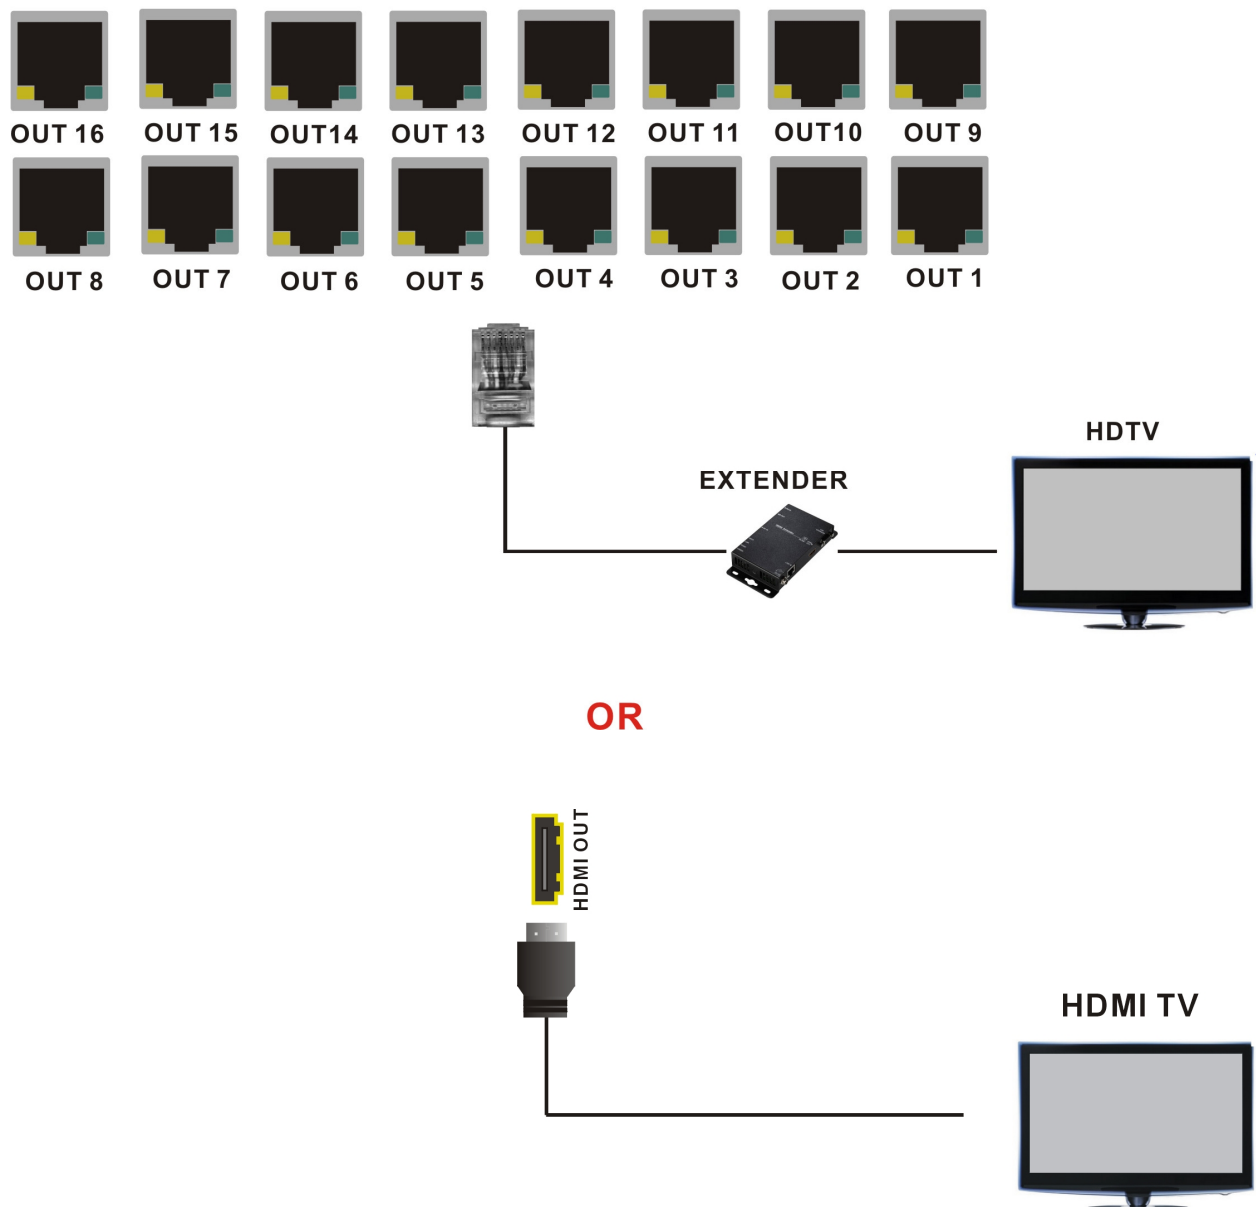 OUT 16 OUT 15 OUT14 OUT 13 OUT 12 OUT 11 OUT10 OUT 9
OUT 8 OUT 7 OUT 6 OUT 5 OUT 4 OUT 3 OUT 2 OUT 1
HDTV
EXTENDER
OR
HDMI OUT
HDMI TV